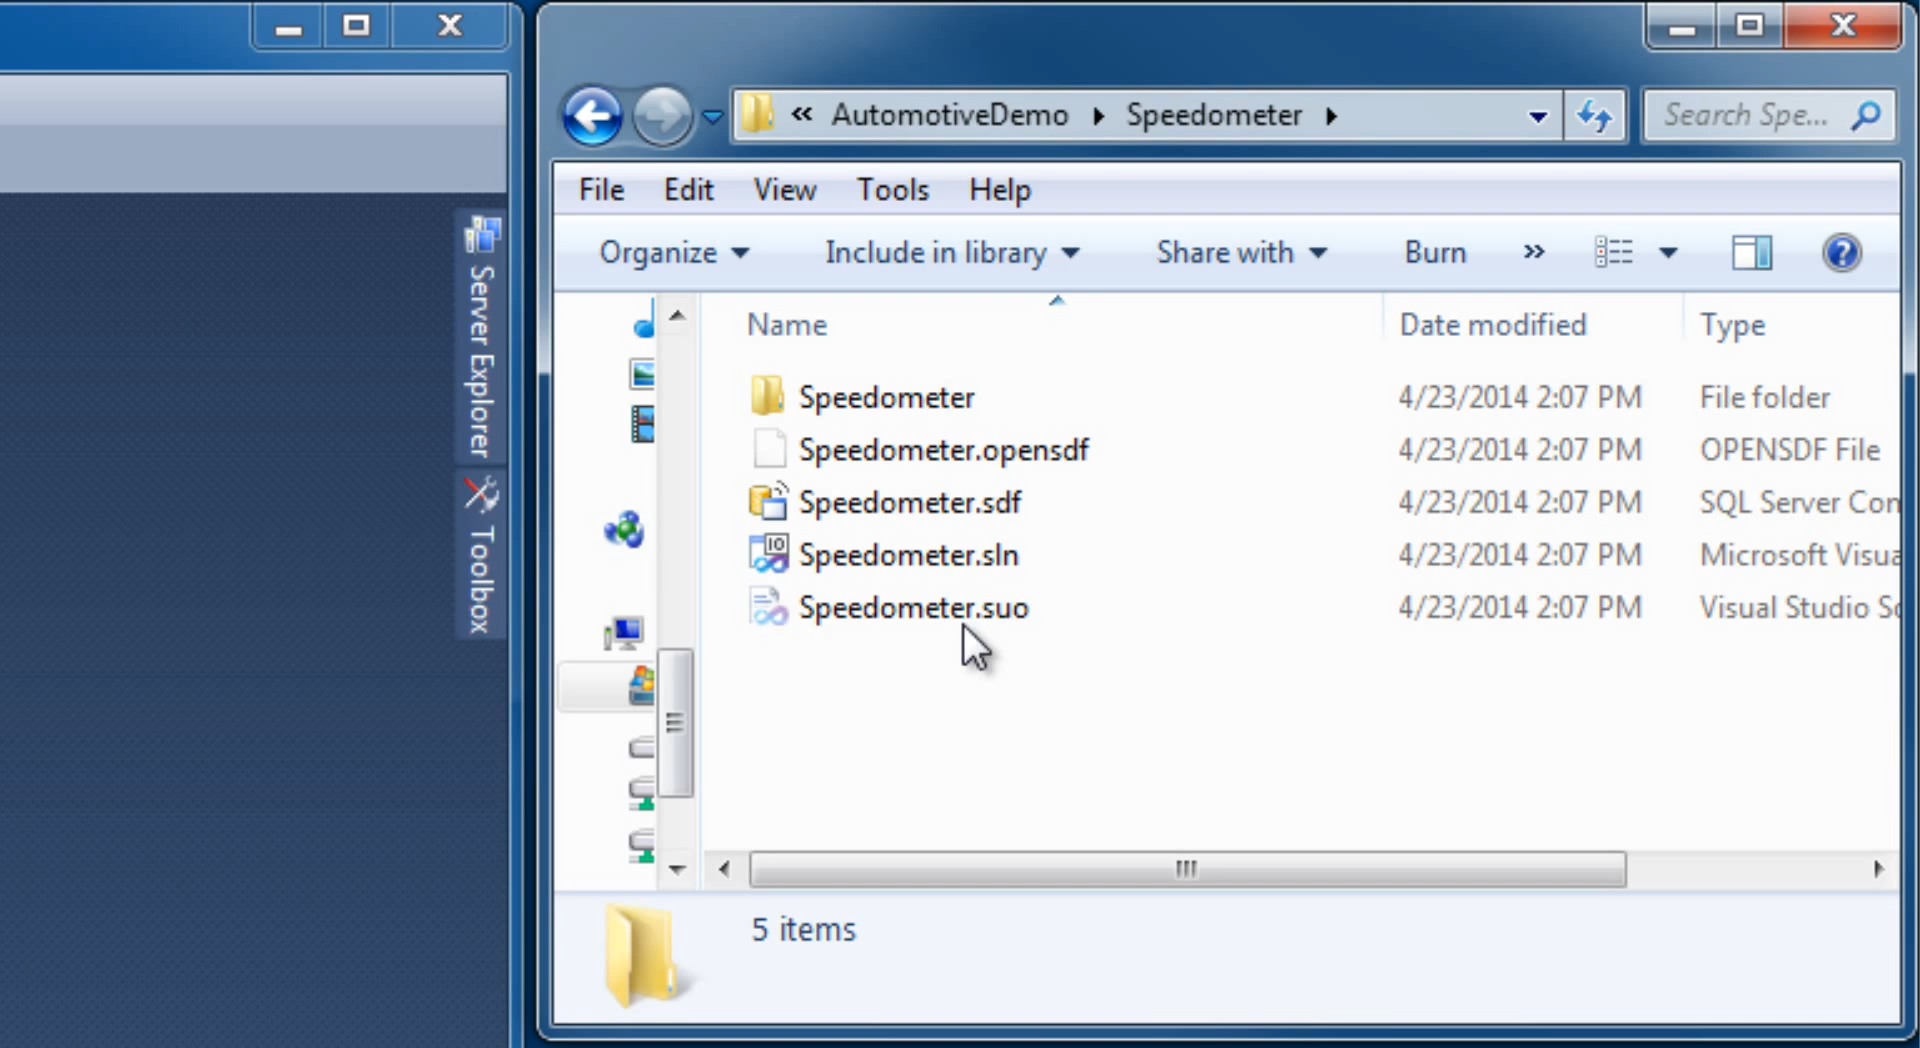 Server Explorer
Toolbox
« AutomotiveDemo Speedometer
Search Spe...
File Edit View Tools Help
Organize Include in library Share with Burn »
Name Date modified Type
Speedometer 4/23/2014 2:07 PM File folder
Speedometer.opensdf 4/23/2014 2:07 PM OPENSDF File
Speedometer.sdf 4/23/2014 2:07 PM SQL Server Con
Speedometer.sln 4/23/2014 2:07 PM Microsoft Visua
Speedometer.suo 4/23/2014 2:07 PM Visual Studio So
5 items